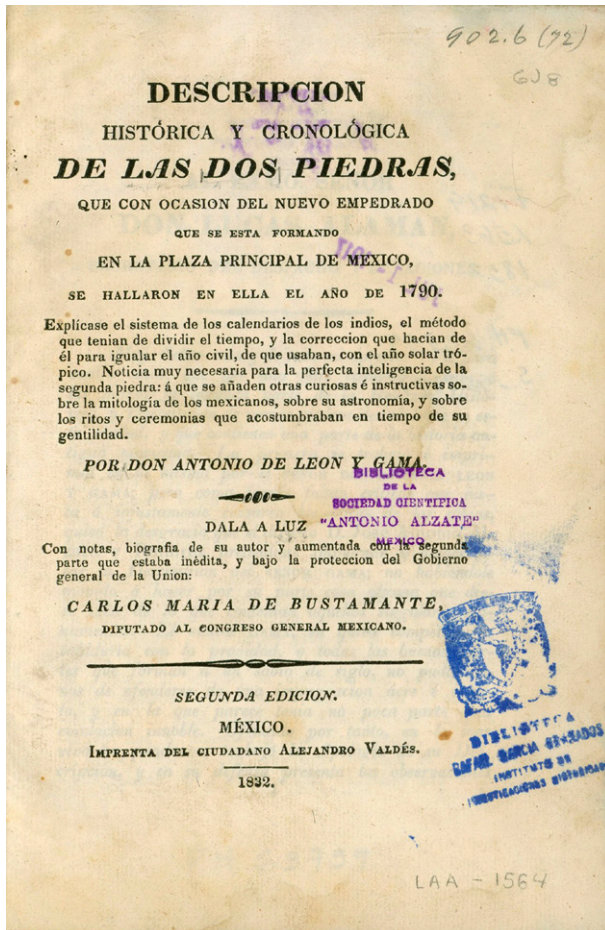 902.6 (72)
DESCRIPCION
HISTÓRICA Y CRONOLÓGICA
DE LAS DOS PIEDRAS,
QUE CON OCASION DEL NUEVO EMPEDRADO
QUE SE ESTA FORMANDO
EN LA PLAZA PRINCIPAL DE MEXICO,
SE HALLARON EN ELLA EL AÑO DE 1790.
Explícase el sistema de los calendarios de los indios, el método
que tenian de dividir el tiempo, y la correccion que hacian de
él para igualar el año civil, de que usaban, con el año solar tró-
pico. Noticia muy necesaria para la perfecta inteligencia de la
segunda piedra: á que se añaden otras curiosas é instructivas so-
bre la mitología de los mexicanos, sobre su astronomía, y sobre
los ritos y ceremonias que acostumbraban en tiempo de su
gentilidad.
POR DON ANTONIO DE LEON Y GAMA.
BIBLIOTECA
DE LA
SOCIEDAD CIENTIFICA
"ANTONIO ALZATE"
MEXICO
DALA A LUZ
Con notas, biografia de su autor y aumentada con la segunda
parte que estaba inèdita, y bajo la proteccion del Gobierno
general de la Union:
CARLOS MARIA DE BUSTAMANTE,
DIPUTADO AL CONGRESO GENERAL MEXICANO.
SEGUNDA EDICION.
MÉXICO.
IMPRENTA DEL CIUDADANO ALEJANDRO VALDÉS.
1832.
BIBLIOTECA
RAFAEL GARCIA GRANADOS
INSTITUTO DE
INVESTIGACIONES HISTORICAS
LAA - 1564